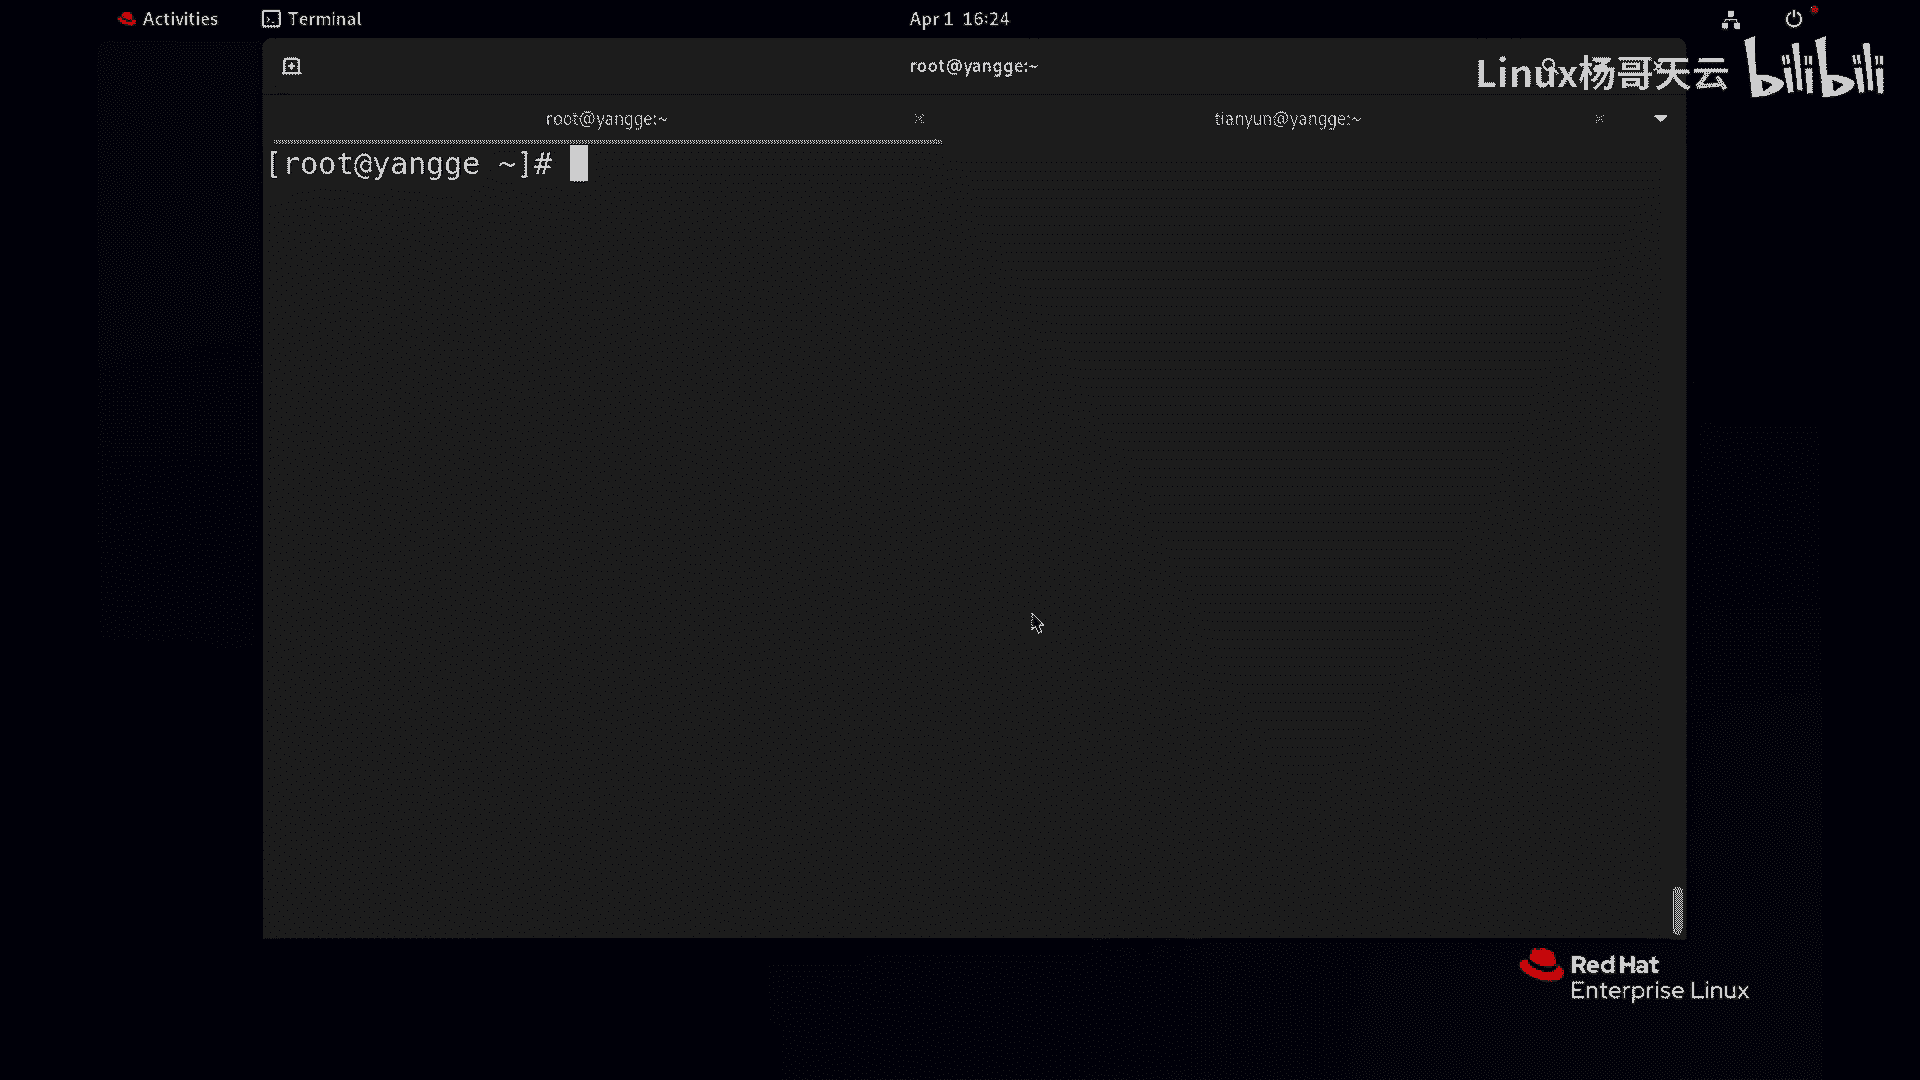 Activities
Terminal
Apr 1 16:24
root@yangge:~
Linux杨哥天云
bilibili
root@yangge:~
tianyun@yangge:~
[root@yangge ~]#
Red Hat
Enterprise Linux